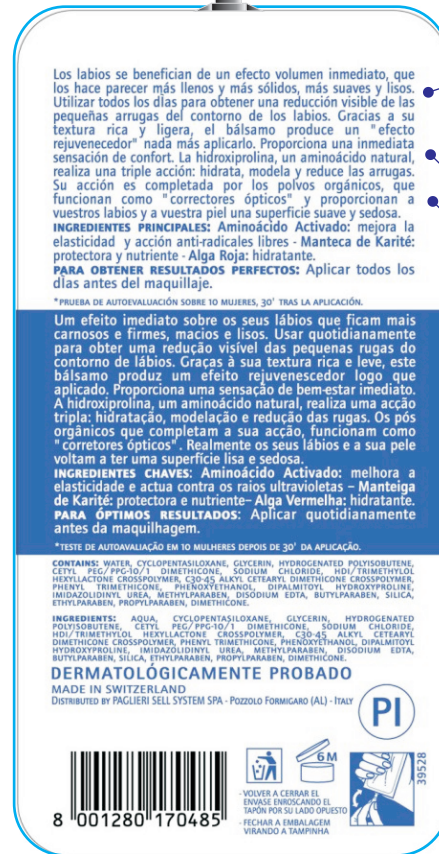 Los labios se benefician de un efecto volumen inmediato, que
los hace parecer más llenos y más sólidos, más suaves y lisos.
Utilizar todos los días para obtener una reducción visible de las
pequeñas arrugas del contorno de los labios. Gracias a su
textura rica y ligera, el bálsamo produce un "efecto
rejuvenecedor" nada más aplicarlo. Proporciona una inmediata
sensación de confort. La hidroxiprolina, un aminoácido natural,
realiza una triple acción: hidrata, modela y reduce las arrugas.
Su acción es completada por los polvos orgánicos, que
funcionan como "correctores ópticos" y proporcionan a
vuestros labios y a vuestra piel una superficie suave y sedosa.
INGREDIENTES PRINCIPALES: Aminoácido Activado: mejora la
elasticidad y acción anti-radicales libres - Manteca de Karité:
protectora y nutriente - Alga Roja: hidratante.
PARA OBTENER RESULTADOS PERFECTOS: Aplicar todos los
días antes del maquillaje.
*PRUEBA DE AUTOEVALUACIÓN SOBRE 10 MUJERES, 30' TRAS LA APLICACIÓN.
Um efeito imediato sobre os seus lábios que ficam mais
carnosos e firmes, macios e lisos. Usar quotidianamente
para obter uma redução visível das pequenas rugas do
contorno de lábios. Graças à sua textura rica e leve, este
bálsamo produz um efeito rejuvenescedor logo que
aplicado. Proporciona uma sensação de bem-estar imediato.
A hidroxiprolina, um aminoácido natural, realiza uma acção
tripla: hidratação, modelação e redução das rugas. Os pós
orgânicos que completam a sua acção, funcionam como
"corretores ópticos". Realmente os seus lábios e a sua pele
voltam a ter uma superfície lisa e sedosa.
INGREDIENTES CHAVES: Aminoácido Activado: melhora a
elasticidade e actua contra os raios ultravioletas – Manteiga
de Karité: protectora e nutriente– Alga Vermelha: hidratante.
PARA ÓPTIMOS RESULTADOS: Aplicar quotidianamente
antes da maquilhagem.
*TESTE DE AUTOAVALIAÇÃO EM 10 MULHERES DEPOIS DE 30' DA APLICAÇÃO.
CONTAINS: WATER, CYCLOPENTASILOXANE, GLYCERIN, HYDROGENATED POLYISOBUTENE,
CETYL PEG/PPG-10/1 DIMETHICONE, SODIUM CHLORIDE, HDI/TRIMETHYLOL
HEXYLLACTONE CROSSPOLYMER, C30-45 ALKYL CETEARYL DIMETHICONE CROSSPOLYMER,
PHENYL TRIMETHICONE, PHENOXYETHANOL, DIPALMITOYL HYDROXYPROLINE,
IMIDAZOLIDINYL UREA, METHYLPARABEN, DISODIUM EDTA, BUTYLPARABEN, SILICA,
ETHYLPARABEN, PROPYLPARABEN, DIMETHICONE.
INGREDIENTS: AQUA, CYCLOPENTASILOXANE, GLYCERIN, HYDROGENATED
POLYISOBUTENE, CETYL PEG/PPG-10/1 DIMETHICONE, SODIUM CHLORIDE,
HDI/TRIMETHYLOL HEXYLLACTONE CROSSPOLYMER, C30-45 ALKYL CETEARYL
DIMETHICONE CROSSPOLYMER, PHENYL TRIMETHICONE, PHENOXYETHANOL, DIPALMITOYL
HYDROXYPROLINE, IMIDAZOLIDINYL UREA, METHYLPARABEN, DISODIUM EDTA,
BUTYLPARABEN, SILICA, ETHYLPARABEN, PROPYLPARABEN, DIMETHICONE.
DERMATOLÓGICAMENTE PROBADO
MADE IN SWITZERLAND
DISTRIBUTED BY PAGLIERI SELL SYSTEM SPA - POZZOLO FORMIGARO (AL) - ITALY
PI
6M
39528
- VOLVER A CERRAR EL
ENVASE ENROSCANDO EL
TAPÓN POR SU LADO OPUESTO
- FECHAR A EMBALAGEM
VIRANDO A TAMPINHA
8 001280 170485